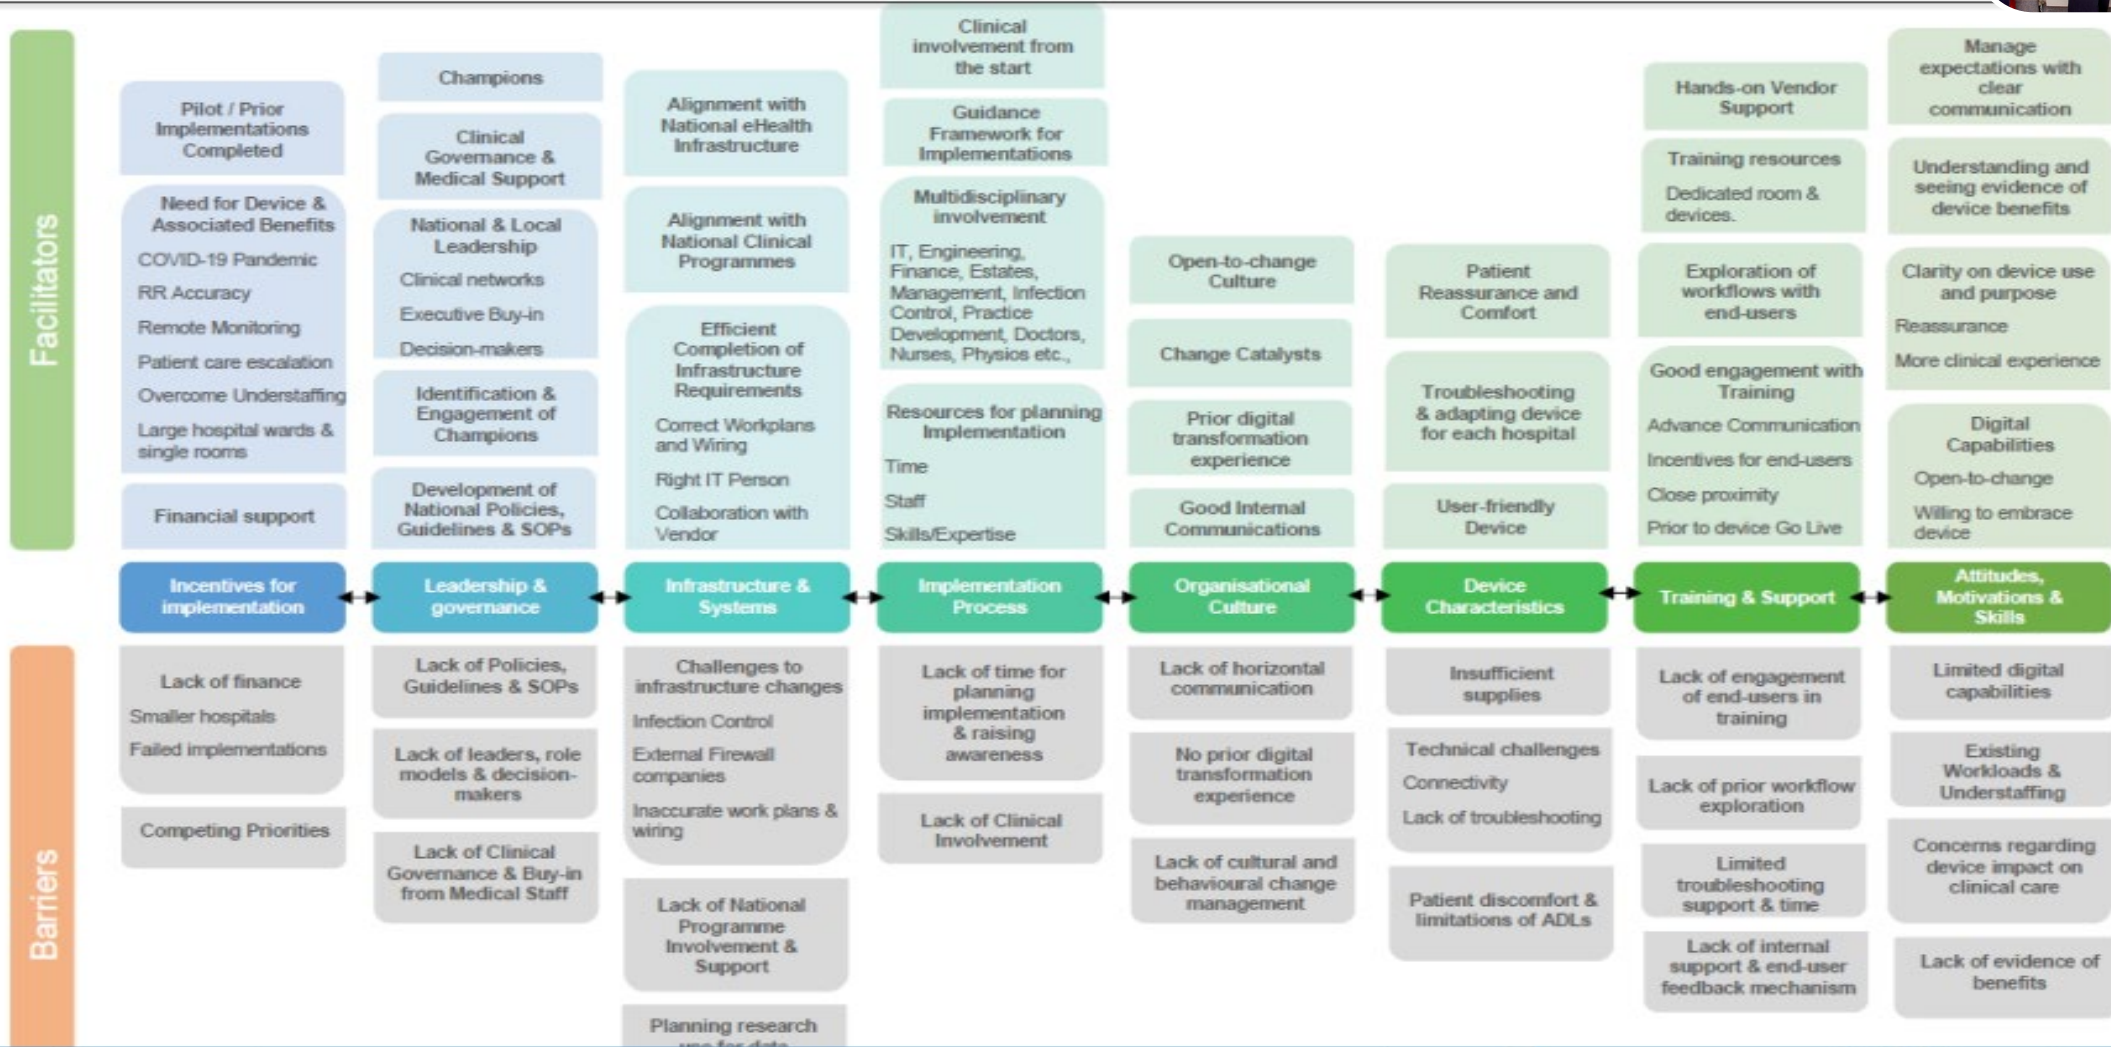 Facilitators
Pilot / Prior
Implementations
Completed
Need for Device &
Associated Benefits
COVID-19 Pandemic
RR Accuracy
Remote Monitoring
Patient care escalation
Overcome Understaffing
Large hospital wards &
single rooms
Financial support
Champions
Clinical
Governance &
Medical Support
National & Local
Leadership
Clinical networks
Executive Buy-in
Decision-makers
Identification &
Engagement of
Champions
Development of
National Policies,
Guidelines & SOPs
Alignment with
National eHealth
Infrastructure
Alignment with
National Clinical
Programmes
Efficient
Completion of
Infrastructure
Requirements
Correct Workplans
and Wiring
Right IT Person
Collaboration with
Vendor
Clinical
involvement from
the start
Guidance
Framework for
Implementations
Multidisciplinary
involvement
IT, Engineering,
Finance, Estates,
Management, Infection
Control, Practice
Development, Doctors,
Nurses, Physios etc.,
Resources for planning
Implementation
Time
Staff
Skills/Expertise
Open-to-change
Culture
Change Catalysts
Prior digital
transformation
experience
Good Internal
Communications
Patient
Reassurance and
Comfort
Troubleshooting
& adapting device
for each hospital
User-friendly
Device
Hands-on Vendor
Support
Training resources
Dedicated room &
devices.
Exploration of
workflows with
end-users
Good engagement with
Training
Advance Communication
Incentives for end-users
Close proximity
Prior to device Go Live
Manage
expectations with
clear
communication
Understanding and
seeing evidence of
device benefits
Clarity on device use
and purpose
Reassurance
More clinical experience
Digital
Capabilities
Open-to-change
Willing to embrace
device
Incentives for
implementation
Leadership &
governance
Infrastructure &
Systems
Implementation
Process
Organisational
Culture
Device
Characteristics
Training & Support
Attitudes,
Motivations &
Skills
Barriers
Lack of finance
Smaller hospitals
Failed implementations
Competing Priorities
Lack of Policies,
Guidelines & SOPs
Lack of leaders, role
models & decision-
makers
Lack of Clinical
Governance & Buy-in
from Medical Staff
Challenges to
infrastructure changes
Infection Control
External Firewall
companies
Inaccurate work plans &
wiring
Lack of National
Programme
Involvement &
Support
Planning research
Lack of time for
planning
implementation
& raising
awareness
Lack of Clinical
Involvement
Lack of horizontal
communication
No prior digital
transformation
experience
Lack of cultural and
behavioural change
management
Insufficient
supplies
Technical challenges
Connectivity
Lack of troubleshooting
Patient discomfort &
limitations of ADLs
Lack of engagement
of end-users in
training
Lack of prior workflow
exploration
Limited
troubleshooting
support & time
Lack of internal
support & end-user
feedback mechanism
Limited digital
capabilities
Existing
Workloads &
Understaffing
Concerns regarding
device impact on
clinical care
Lack of evidence of
benefits